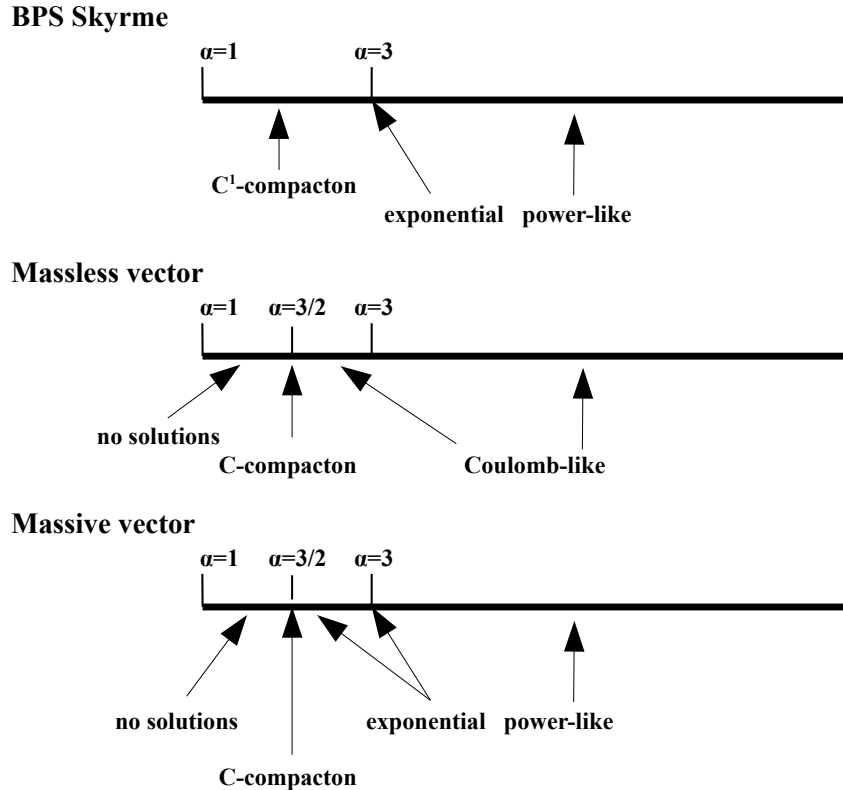 BPS Skyrme
α=1 α=3
C¹-compacton
exponential power-like
Massless vector
α=1 α=3/2 α=3
no solutions
C-compacton Coulomb-like
Massive vector
α=1 α=3/2 α=3
no solutions exponential power-like
C-compacton